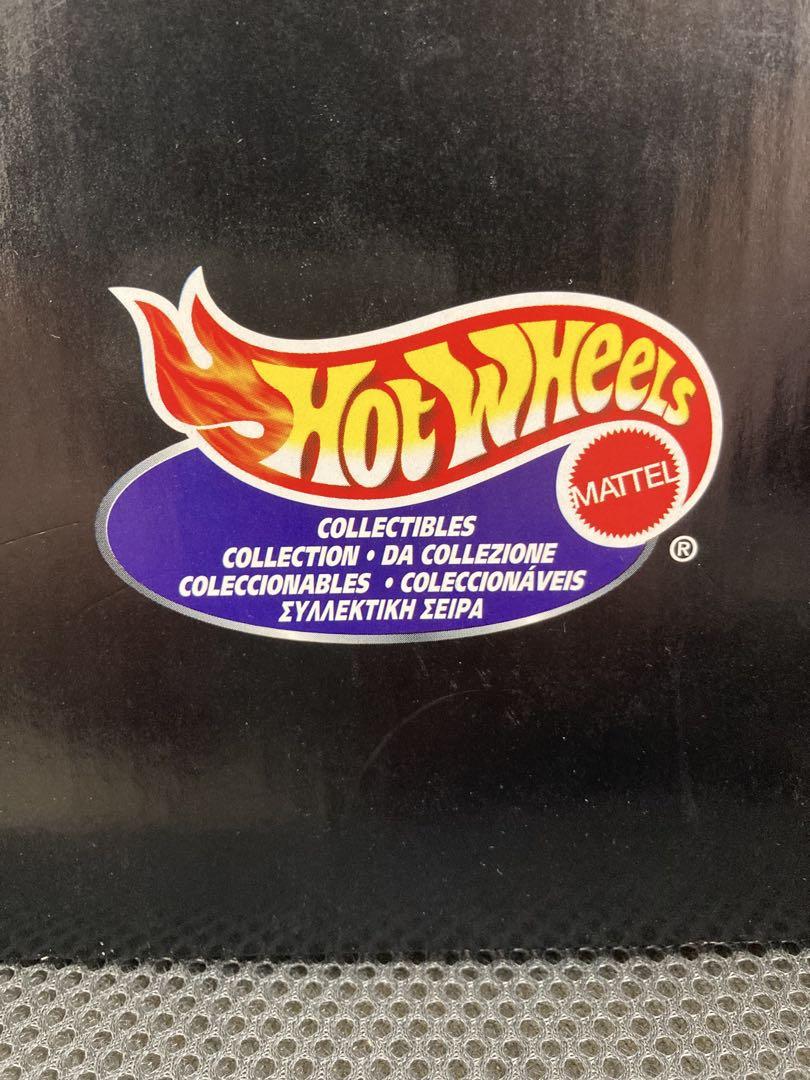 HOT WHEELS
MATTEL
®
COLLECTIBLES
COLLECTION • DA COLLEZIONE
COLECCIONABLES • COLECCIONÁVEIS
ΣΥΛΛΕΚΤΙΚΗ ΣΕΙΡΑ